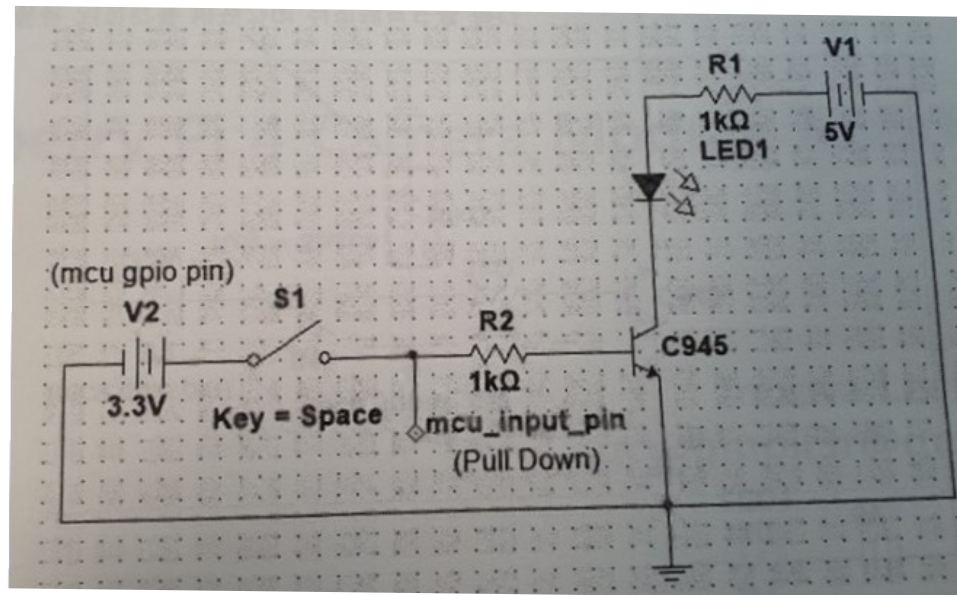 V1
R1
1kΩ
5V
LED1
(mcu gpio pin)
V2
S1
R2
C945
1kΩ
3.3V
Key = Space
mcu_input_pin
(Pull Down)